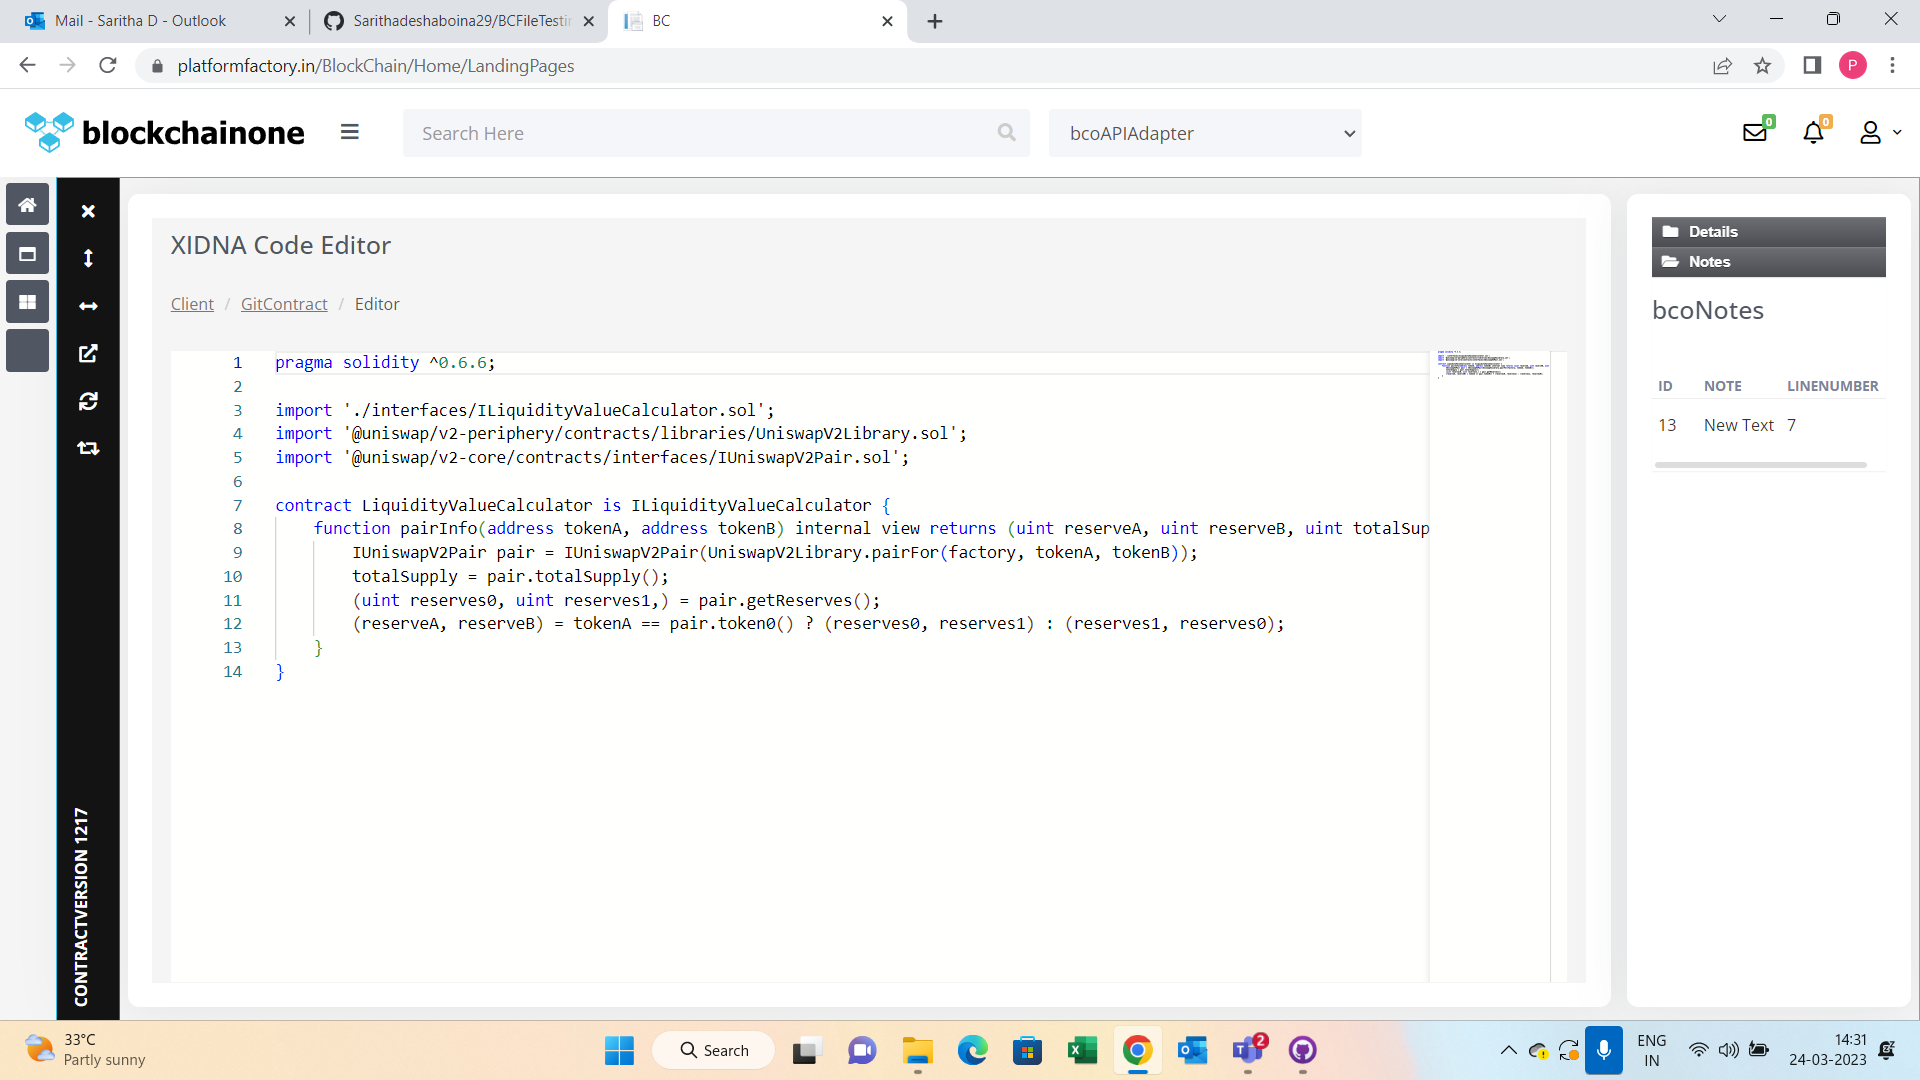 Mail - Saritha D - Outlook
Sarithadeshaboina29/BCFileTestin
BC
platformfactory.in/BlockChain/Home/LandingPages
P
blockchainone
Search Here
bcoAPIAdapter
0
0
XIDNA Code Editor
Client / GitContract / Editor
1 pragma solidity ^0.6.6;
2
3 import './interfaces/ILiquidityValueCalculator.sol';
4 import '@uniswap/v2-periphery/contracts/libraries/UniswapV2Library.sol';
5 import '@uniswap/v2-core/contracts/interfaces/IUniswapV2Pair.sol';
6
7 contract LiquidityValueCalculator is ILiquidityValueCalculator {
8 function pairInfo(address tokenA, address tokenB) internal view returns (uint reserveA, uint reserveB, uint totalSup
9 IUniswapV2Pair pair = IUniswapV2Pair(UniswapV2Library.pairFor(factory, tokenA, tokenB));
10 totalSupply = pair.totalSupply();
11 (uint reserves0, uint reserves1,) = pair.getReserves();
12 (reserveA, reserveB) = tokenA == pair.token0() ? (reserves0, reserves1) : (reserves1, reserves0);
13 }
14 }
CONTRACTVERSION 1217
Details
Notes
bcoNotes
ID NOTE LINENUMBER
13 New Text 7
33°C
Partly sunny
Search
2
ENG
IN
14:31
24-03-2023